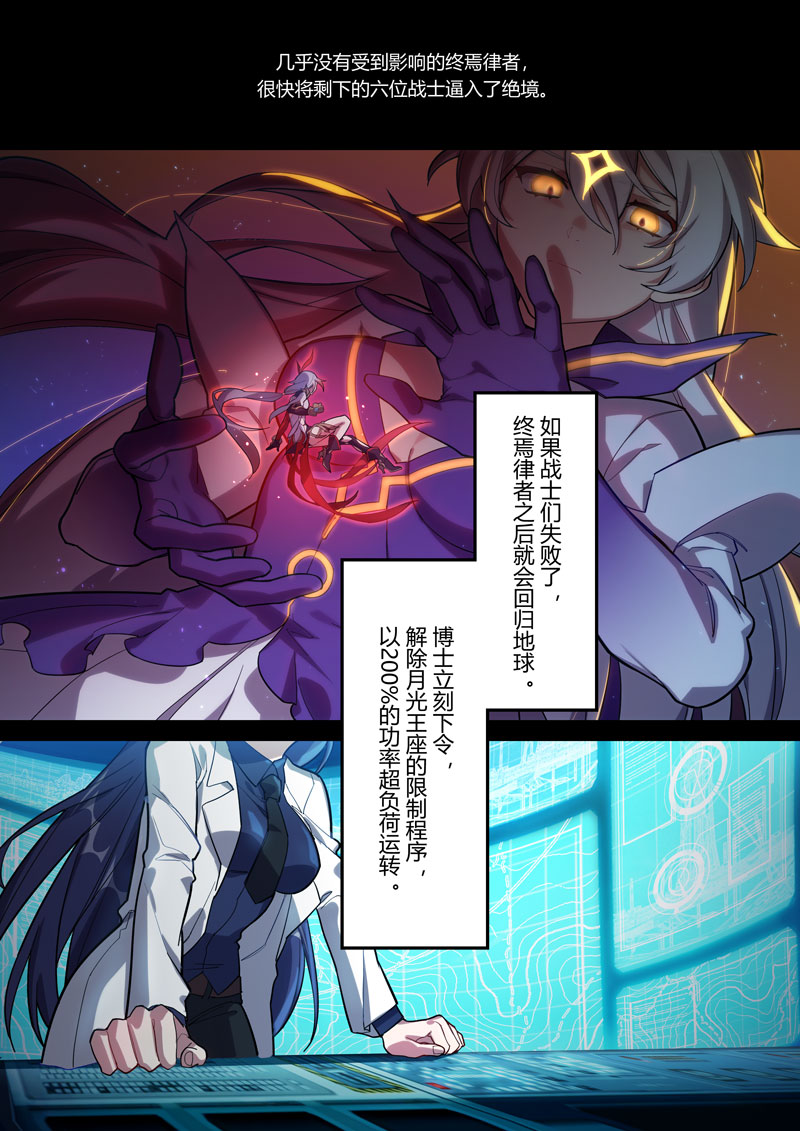 几乎没有受到影响的终焉律者，
很快将剩下的六位战士逼入了绝境。
如果战士们失败了，
终焉律者之后就会回归地球。
博士立刻下令，
解除月光王座的限制程序，
以200%的功率超负荷运转。